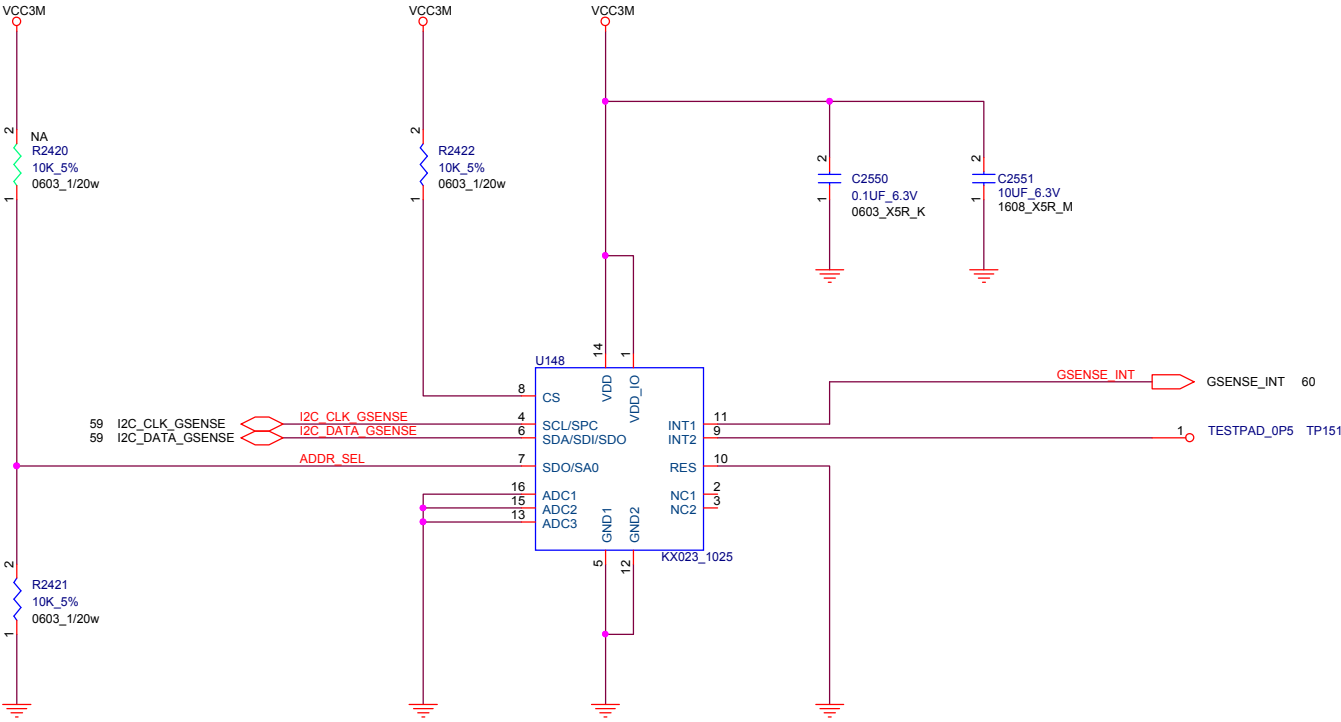 VCC3M
VCC3M
VCC3M
2
NA
R2420
10K_5%
0603_1/20w
1
2
R2422
10K_5%
0603_1/20w
1
2
C2550
0.1UF_6.3V
0603_X5R_K
1
2
C2551
10UF_6.3V
1608_X5R_M
1
U148
14
1
VDD
VDD_IO
8
CS
GSENSE_INT
GSENSE_INT 60
59 I2C_CLK_GSENSE
I2C_CLK_GSENSE
4
SCL/SPC
INT1
11
59 I2C_DATA_GSENSE
I2C_DATA_GSENSE
6
SDA/SDI/SDO
INT2
9
1
TESTPAD_0P5 TP151
ADDR_SEL
7
SDO/SA0
RES
10
16
ADC1
NC1
2
15
ADC2
NC2
3
13
ADC3
GND1
GND2
KX023_1025
5
12
2
R2421
10K_5%
0603_1/20w
1